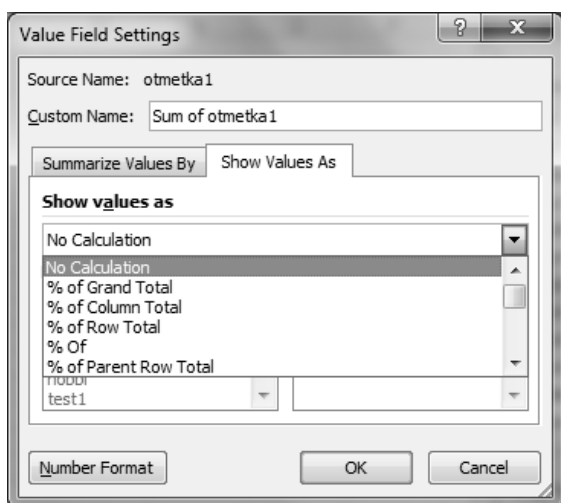 Value Field Settings
?
X
Source Name: otmetka1
Custom Name: Sum of otmetka1
Summarize Values By
Show Values As
Show values as
No Calculation
No Calculation
% of Grand Total
% of Column Total
% of Row Total
% Of
% of Parent Row Total
test1
Number Format
OK
Cancel